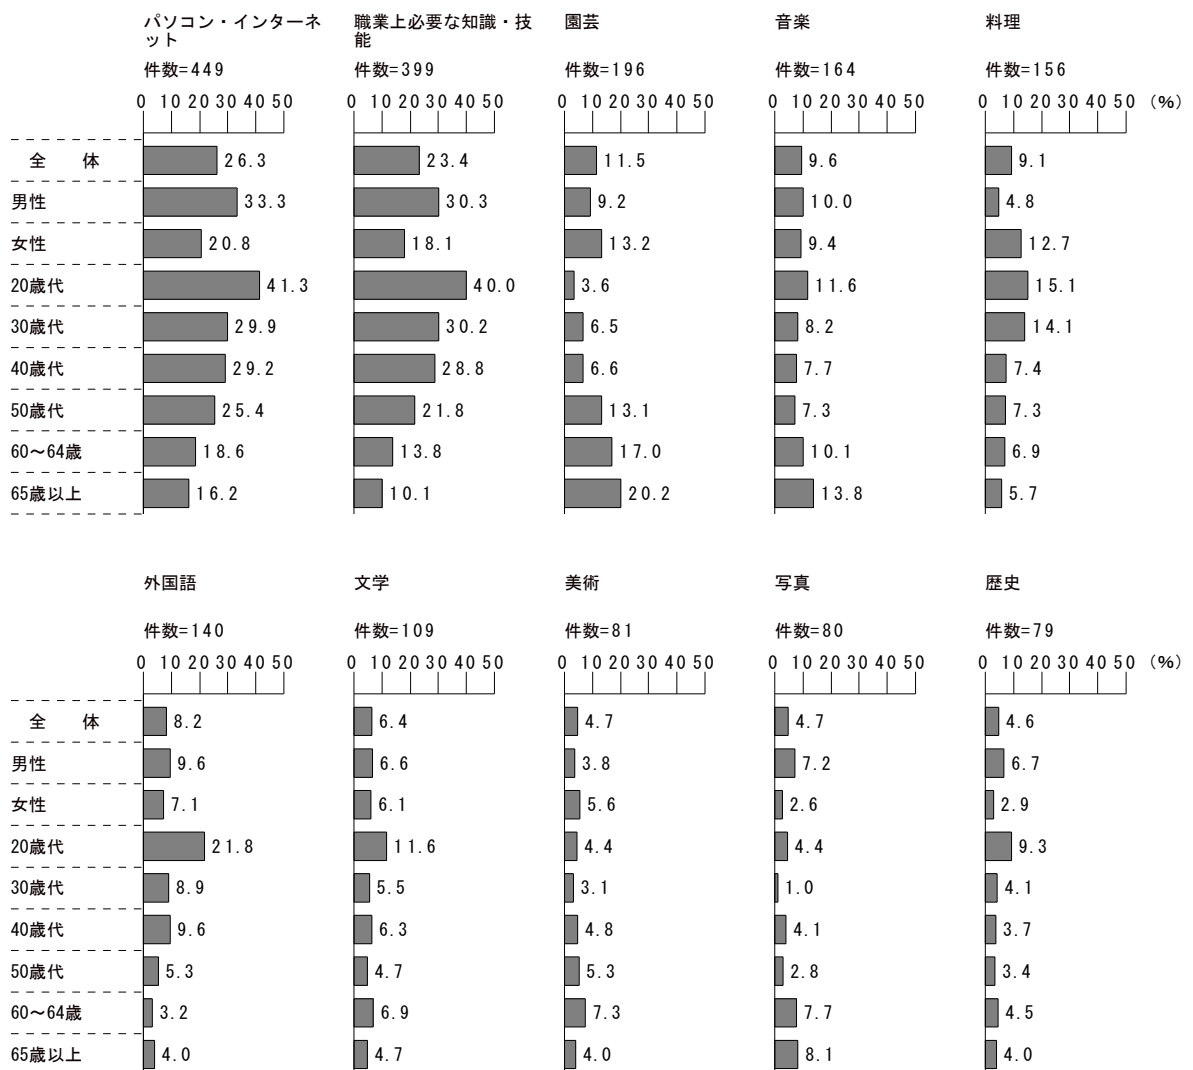 パソコン・インターネ
ット
職業上必要な知識・技
能
園芸
音楽
料理
件数=449
件数=399
件数=196
件数=164
件数=156
0 10 20 30 40 50
0 10 20 30 40 50
0 10 20 30 40 50
0 10 20 30 40 50
0 10 20 30 40 50 (%)
全 体 26.3 23.4 11.5 9.6 9.1
男性 33.3 30.3 9.2 10.0 4.8
女性 20.8 18.1 13.2 9.4 12.7
20歳代 41.3 40.0 3.6 11.6 15.1
30歳代 29.9 30.2 6.5 8.2 14.1
40歳代 29.2 28.8 6.6 7.7 7.4
50歳代 25.4 21.8 13.1 7.3 7.3
60～64歳 18.6 13.8 17.0 10.1 6.9
65歳以上 16.2 10.1 20.2 13.8 5.7
外国語
文学
美術
写真
歴史
件数=140
件数=109
件数=81
件数=80
件数=79
0 10 20 30 40 50
0 10 20 30 40 50
0 10 20 30 40 50
0 10 20 30 40 50
0 10 20 30 40 50 (%)
全 体 8.2 6.4 4.7 4.7 4.6
男性 9.6 6.6 3.8 7.2 6.7
女性 7.1 6.1 5.6 2.6 2.9
20歳代 21.8 11.6 4.4 4.4 9.3
30歳代 8.9 5.5 3.1 1.0 4.1
40歳代 9.6 6.3 4.8 4.1 3.7
50歳代 5.3 4.7 5.3 2.8 3.4
60～64歳 3.2 6.9 7.3 7.7 4.5
65歳以上 4.0 4.7 4.0 8.1 4.0